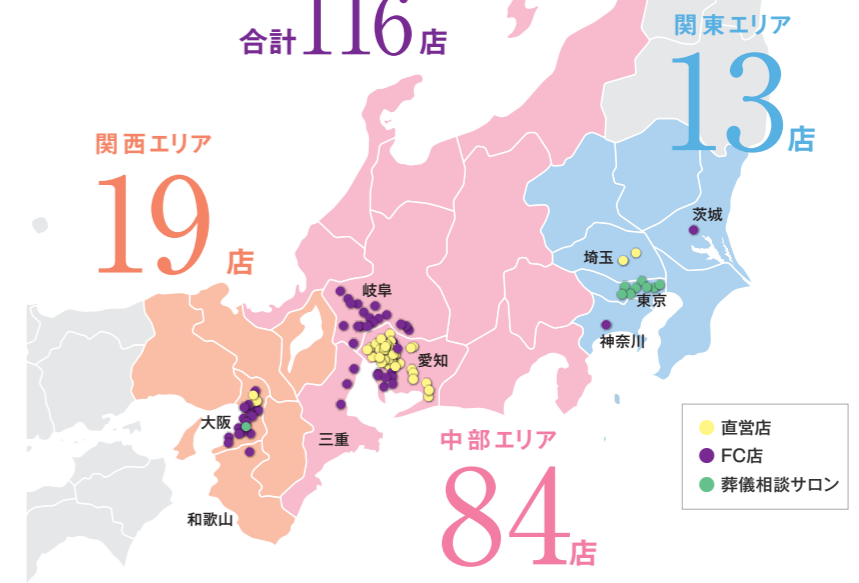 合計116店
関東エリア
13店
関西エリア
19店
茨城
埼玉
東京
神奈川
岐阜
愛知
三重
大阪
和歌山
中部エリア
84店
直営店
FC店
葬儀相談サロン